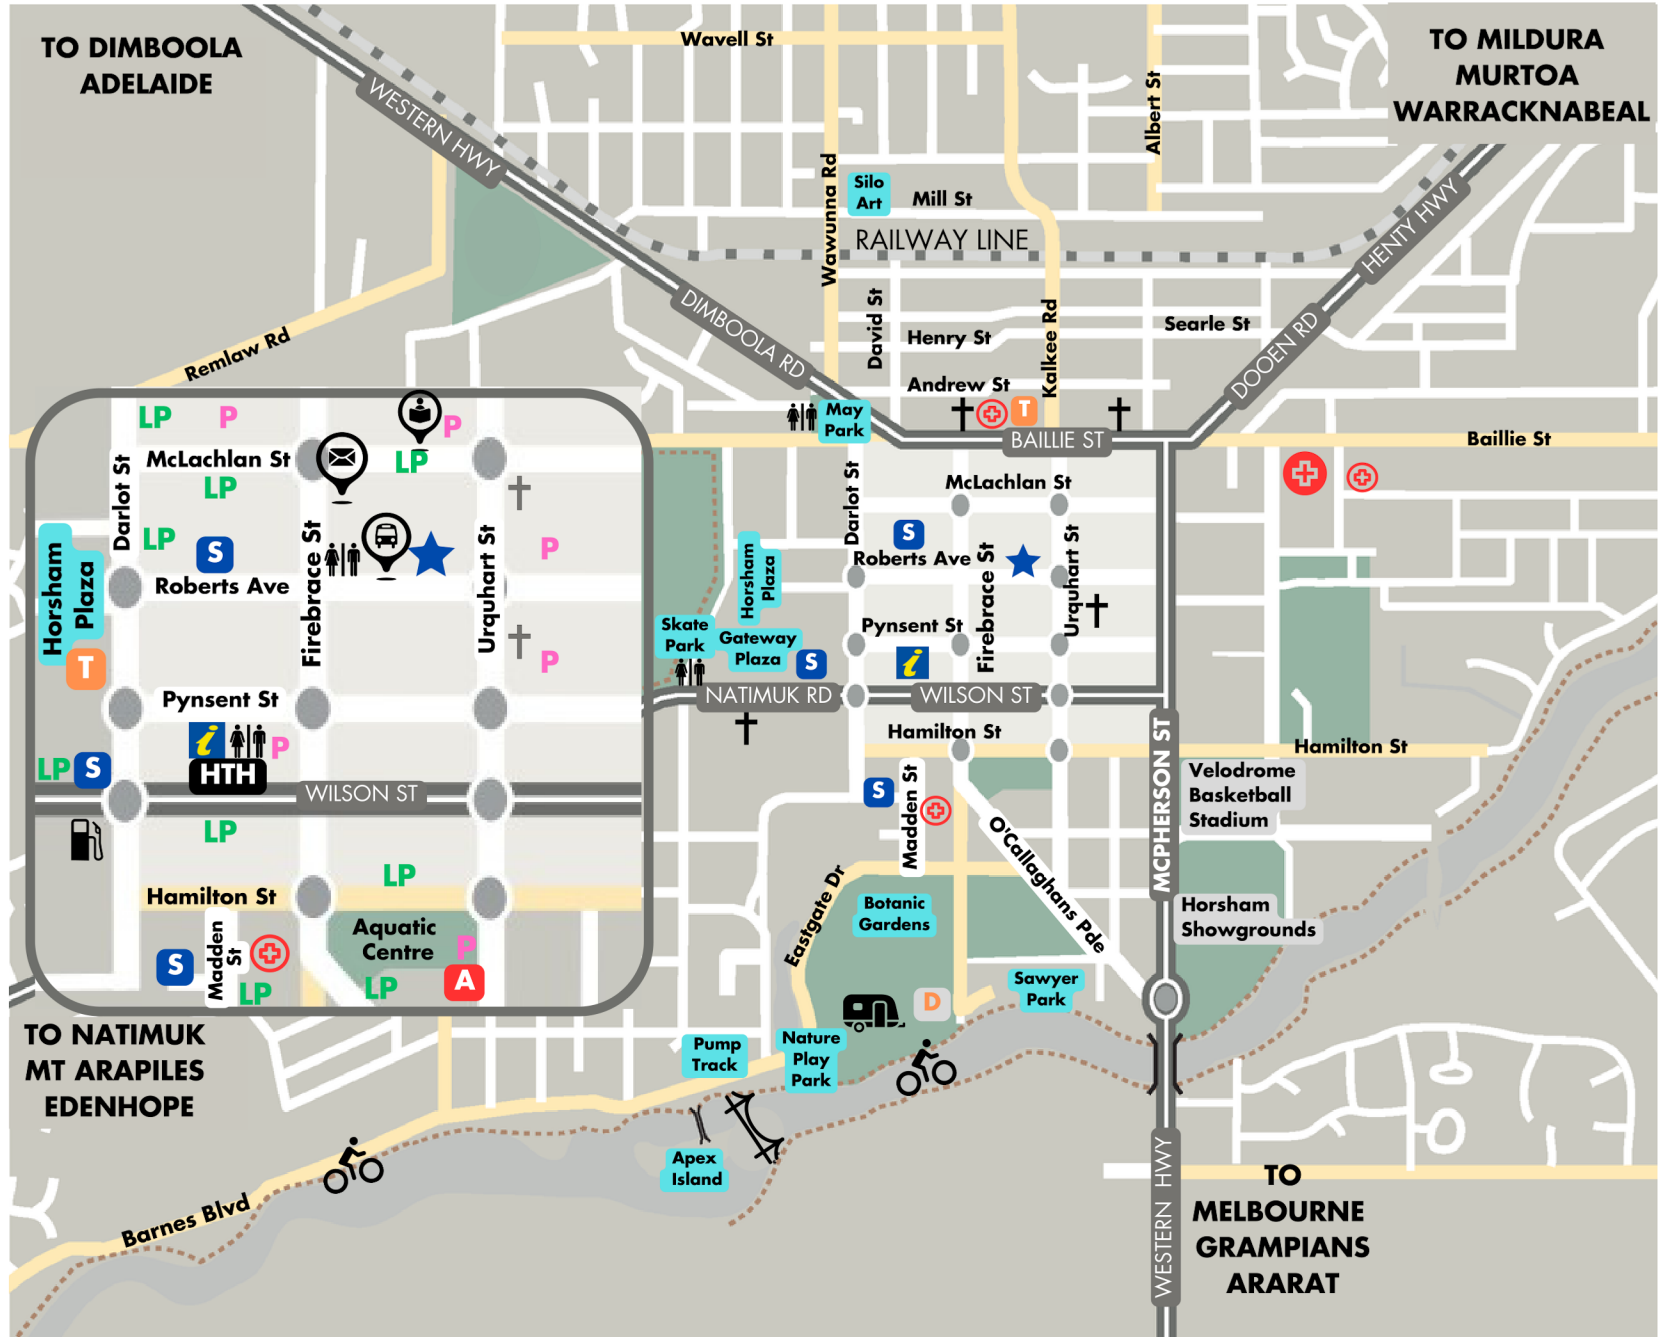 TO DIMBOOLA
ADELAIDE
Wavell St
TO MILDURA
MURTOA
WARRACKNABEAL
WESTERN HWY
Albert St
Wawunna Rd
Silo
Art
Mill St
RAILWAY LINE
HENTY HWY
DIMBOOLA RD
David St
Henry St
Kalkee Rd
Searle St
DOOEN RD
Remlaw Rd
Andrew St
T
May
Park
BAILLIE ST
Baillie St
LP
P
P
McLachlan St
LP
LP
Darlot St
LP
S
Firebrace St
Urquhart St
P
Roberts Ave
Horsham
Plaza
T
P
Pynsent St
i
P
LP
S
HTH
WILSON ST
LP
LP
Hamilton St
Aquatic
Centre
P
Madden
St
S
LP
LP
A
McLachlan St
Darlot St
S
Roberts Ave
Firebrace St
Urquhart St
Horsham
Plaza
Skate
Park
Gateway
Plaza
S
Pynsent St
i
NATIMUK RD
WILSON ST
Hamilton St
Hamilton St
MCPHERSON ST
Velodrome
Basketball
Stadium
S
Madden St
O'Callaghans Pde
Eastgate Dr
Botanic
Gardens
Horsham
Showgrounds
Sawyer
Park
D
TO NATIMUK
MT ARAPILES
EDENHOPE
Pump
Track
Nature
Play
Park
Apex
Island
Barnes Blvd
WESTERN HWY
TO
MELBOURNE
GRAMPIANS
ARARAT